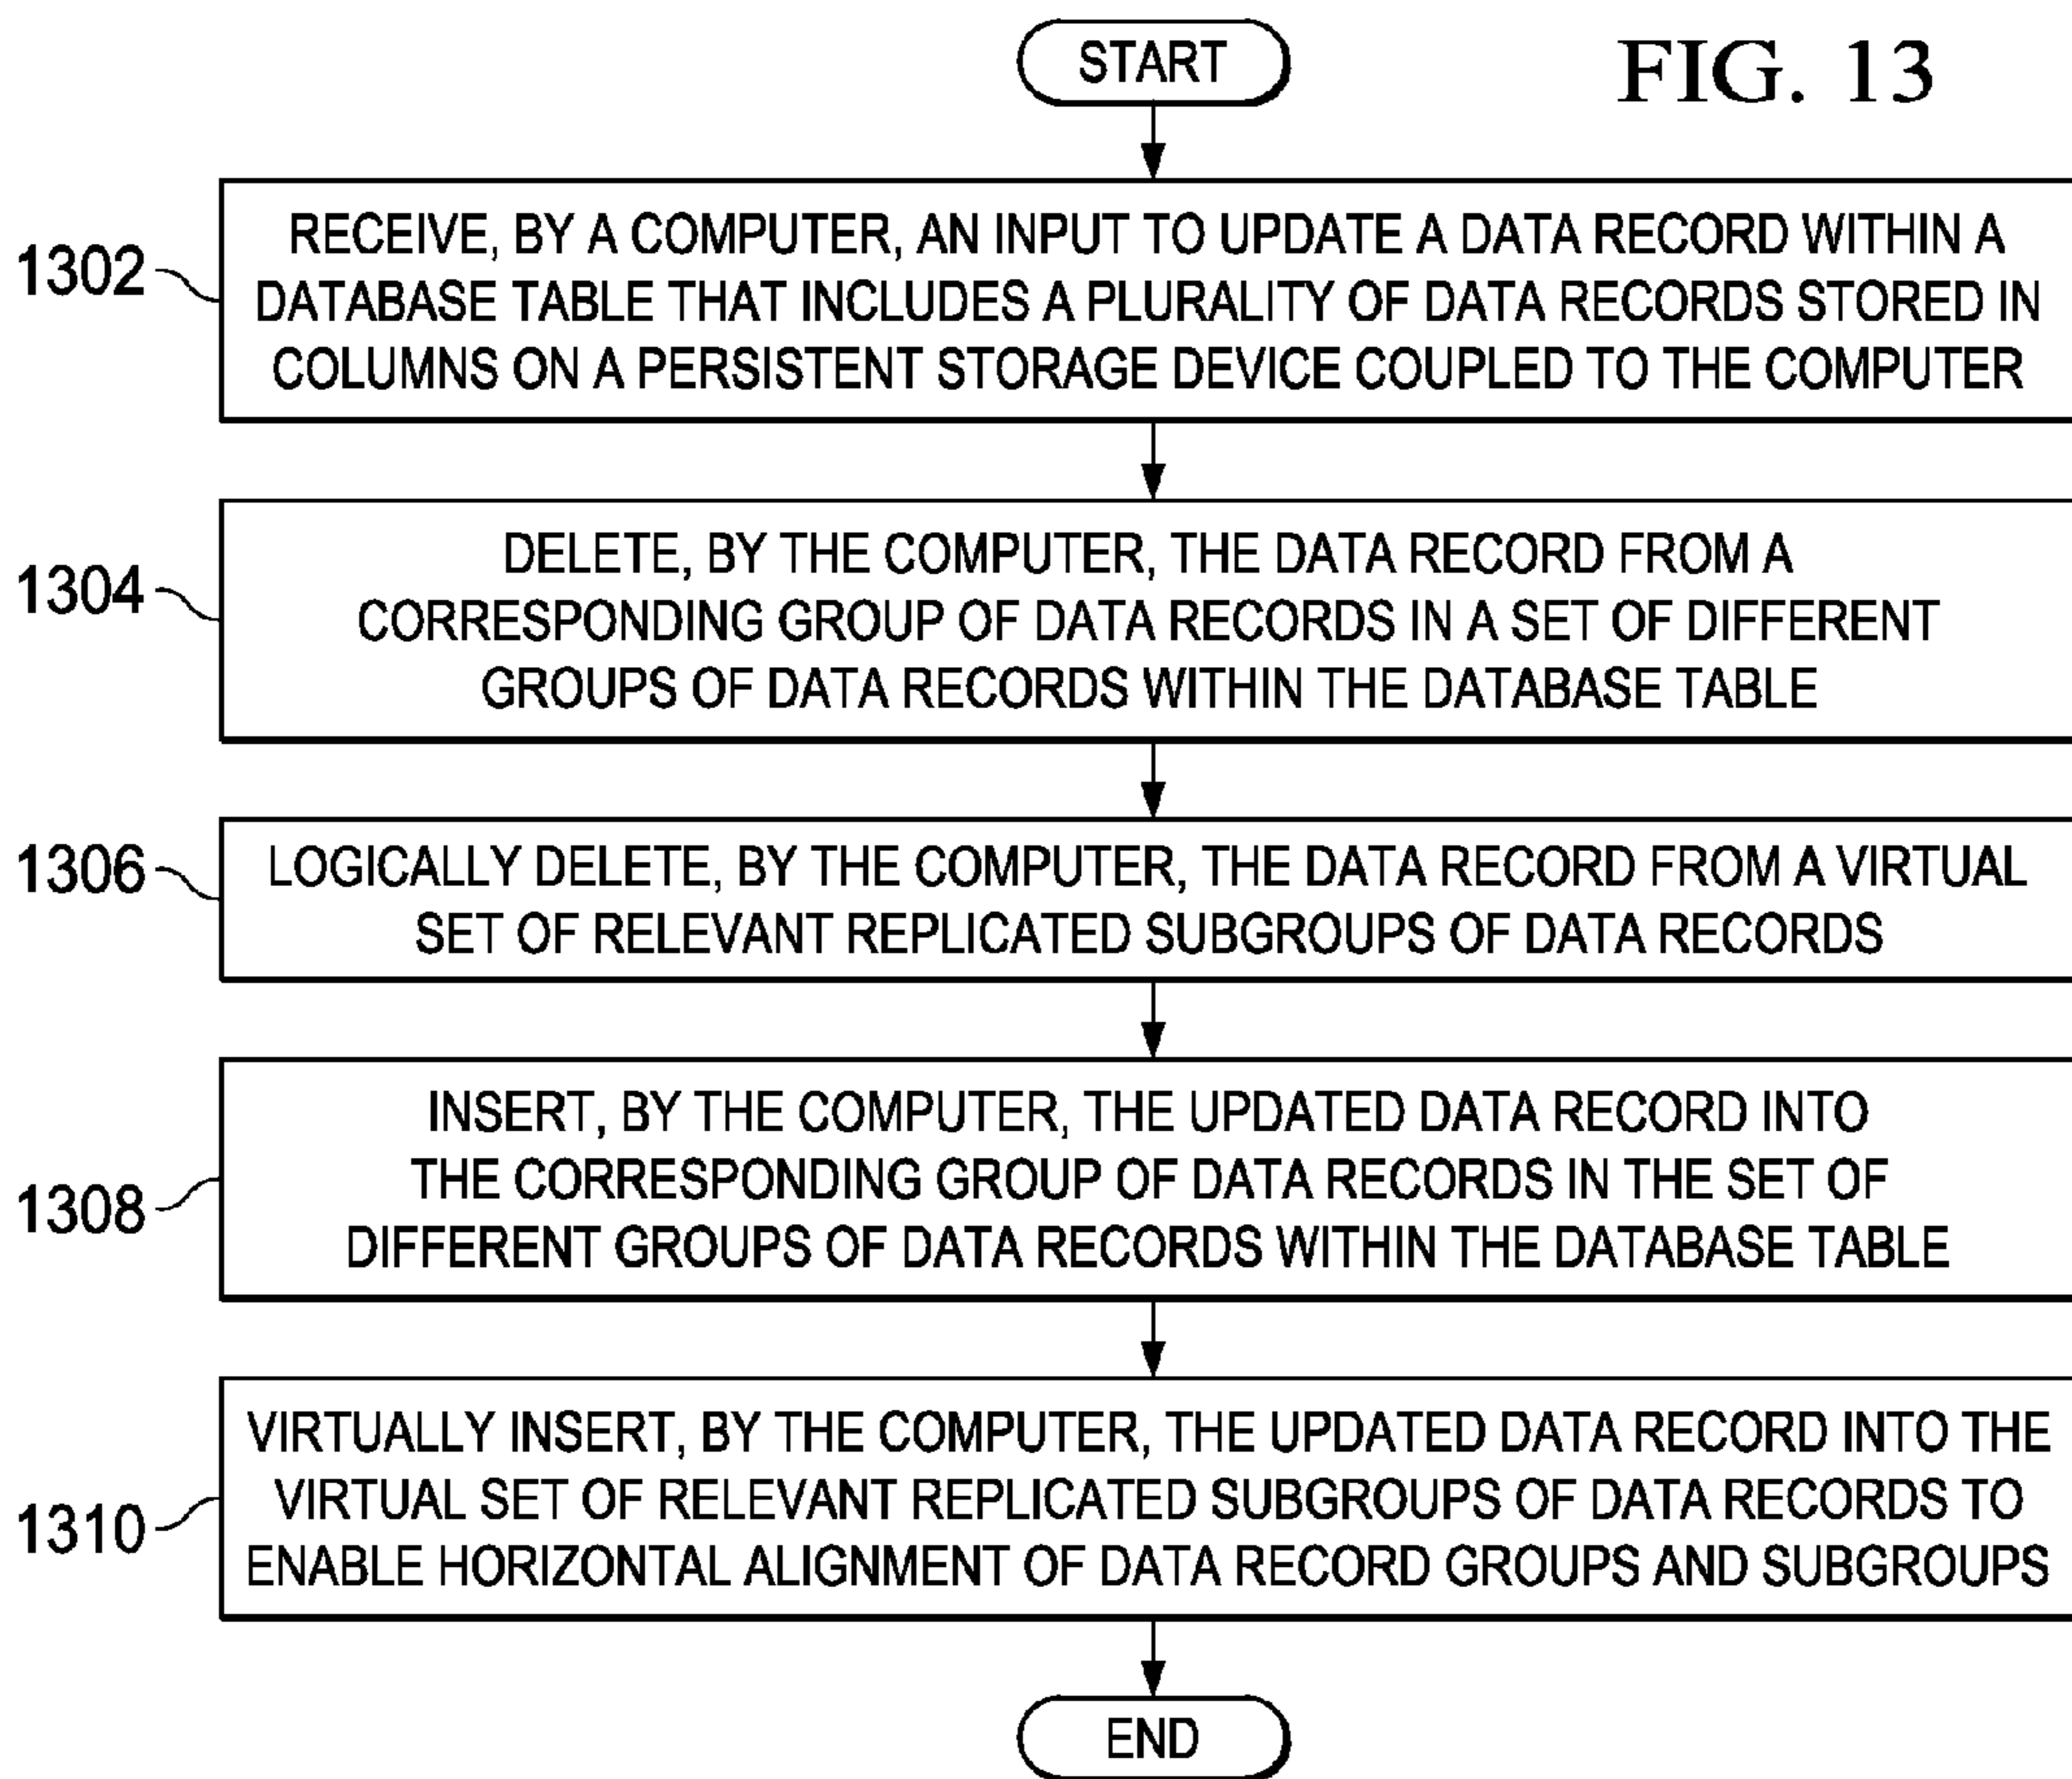 START
FIG. 13
1302
RECEIVE, BY A COMPUTER, AN INPUT TO UPDATE A DATA RECORD WITHIN A
DATABASE TABLE THAT INCLUDES A PLURALITY OF DATA RECORDS STORED IN
COLUMNS ON A PERSISTENT STORAGE DEVICE COUPLED TO THE COMPUTER
1304
DELETE, BY THE COMPUTER, THE DATA RECORD FROM A
CORRESPONDING GROUP OF DATA RECORDS IN A SET OF DIFFERENT
GROUPS OF DATA RECORDS WITHIN THE DATABASE TABLE
1306
LOGICALLY DELETE, BY THE COMPUTER, THE DATA RECORD FROM A VIRTUAL
SET OF RELEVANT REPLICATED SUBGROUPS OF DATA RECORDS
1308
INSERT, BY THE COMPUTER, THE UPDATED DATA RECORD INTO
THE CORRESPONDING GROUP OF DATA RECORDS IN THE SET OF
DIFFERENT GROUPS OF DATA RECORDS WITHIN THE DATABASE TABLE
1310
VIRTUALLY INSERT, BY THE COMPUTER, THE UPDATED DATA RECORD INTO THE
VIRTUAL SET OF RELEVANT REPLICATED SUBGROUPS OF DATA RECORDS TO
ENABLE HORIZONTAL ALIGNMENT OF DATA RECORD GROUPS AND SUBGROUPS
END